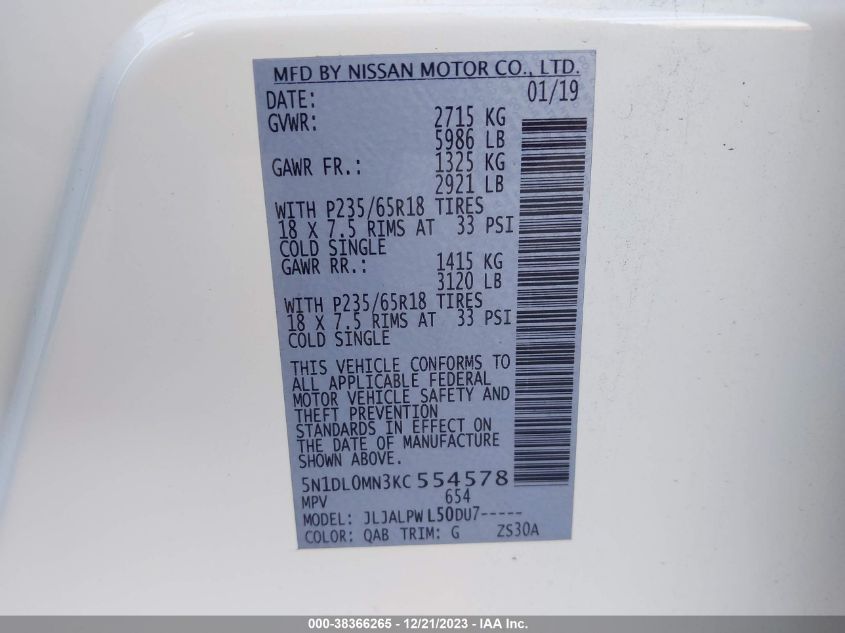 MFD BY NISSAN MOTOR CO., LTD.
DATE: 01/19
GVWR: 2715 KG
5986 LB
GAWR FR.: 1325 KG
2921 LB
WITH P235/65R18 TIRES
18 X 7.5 RIMS AT 33 PSI
COLD SINGLE
GAWR RR.: 1415 KG
3120 LB
WITH P235/65R18 TIRES
18 X 7.5 RIMS AT 33 PSI
COLD SINGLE
THIS VEHICLE CONFORMS TO
ALL APPLICABLE FEDERAL
MOTOR VEHICLE SAFETY AND
THEFT PREVENTION
STANDARDS IN EFFECT ON
THE DATE OF MANUFACTURE
SHOWN ABOVE.
5N1DL0MN3KC554578
MPV 654
MODEL: JLJALPWL50DU7-----
COLOR: QAB TRIM: G ZS30A
000-38366265 - 12/21/2023 - IAA Inc.